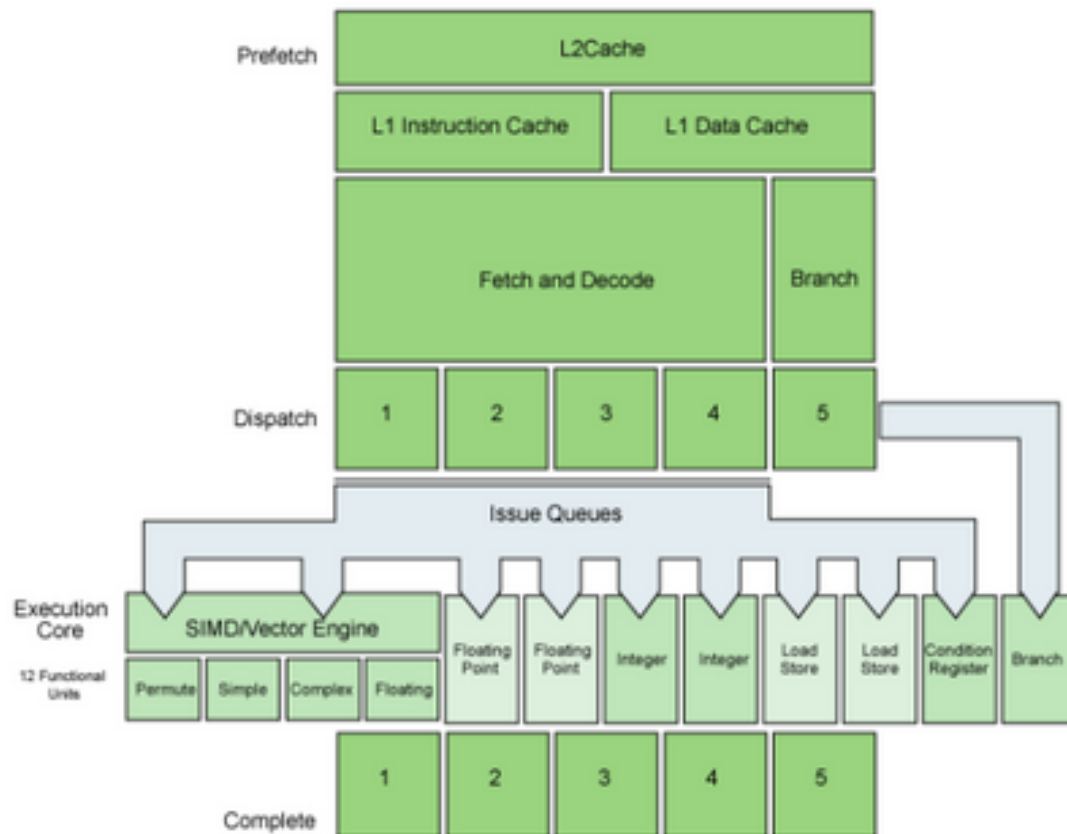 Prefetch
L2Cache
L1 Instruction Cache
L1 Data Cache
Fetch and Decode
Branch
Dispatch
1
2
3
4
5
Issue Queues
Execution
Core
SIMD/Vector Engine
12 Functional
Units
Permute
Simple
Complex
Floating
Floating
Point
Floating
Point
Integer
Integer
Load
Store
Load
Store
Condition
Register
Branch
Complete
1
2
3
4
5